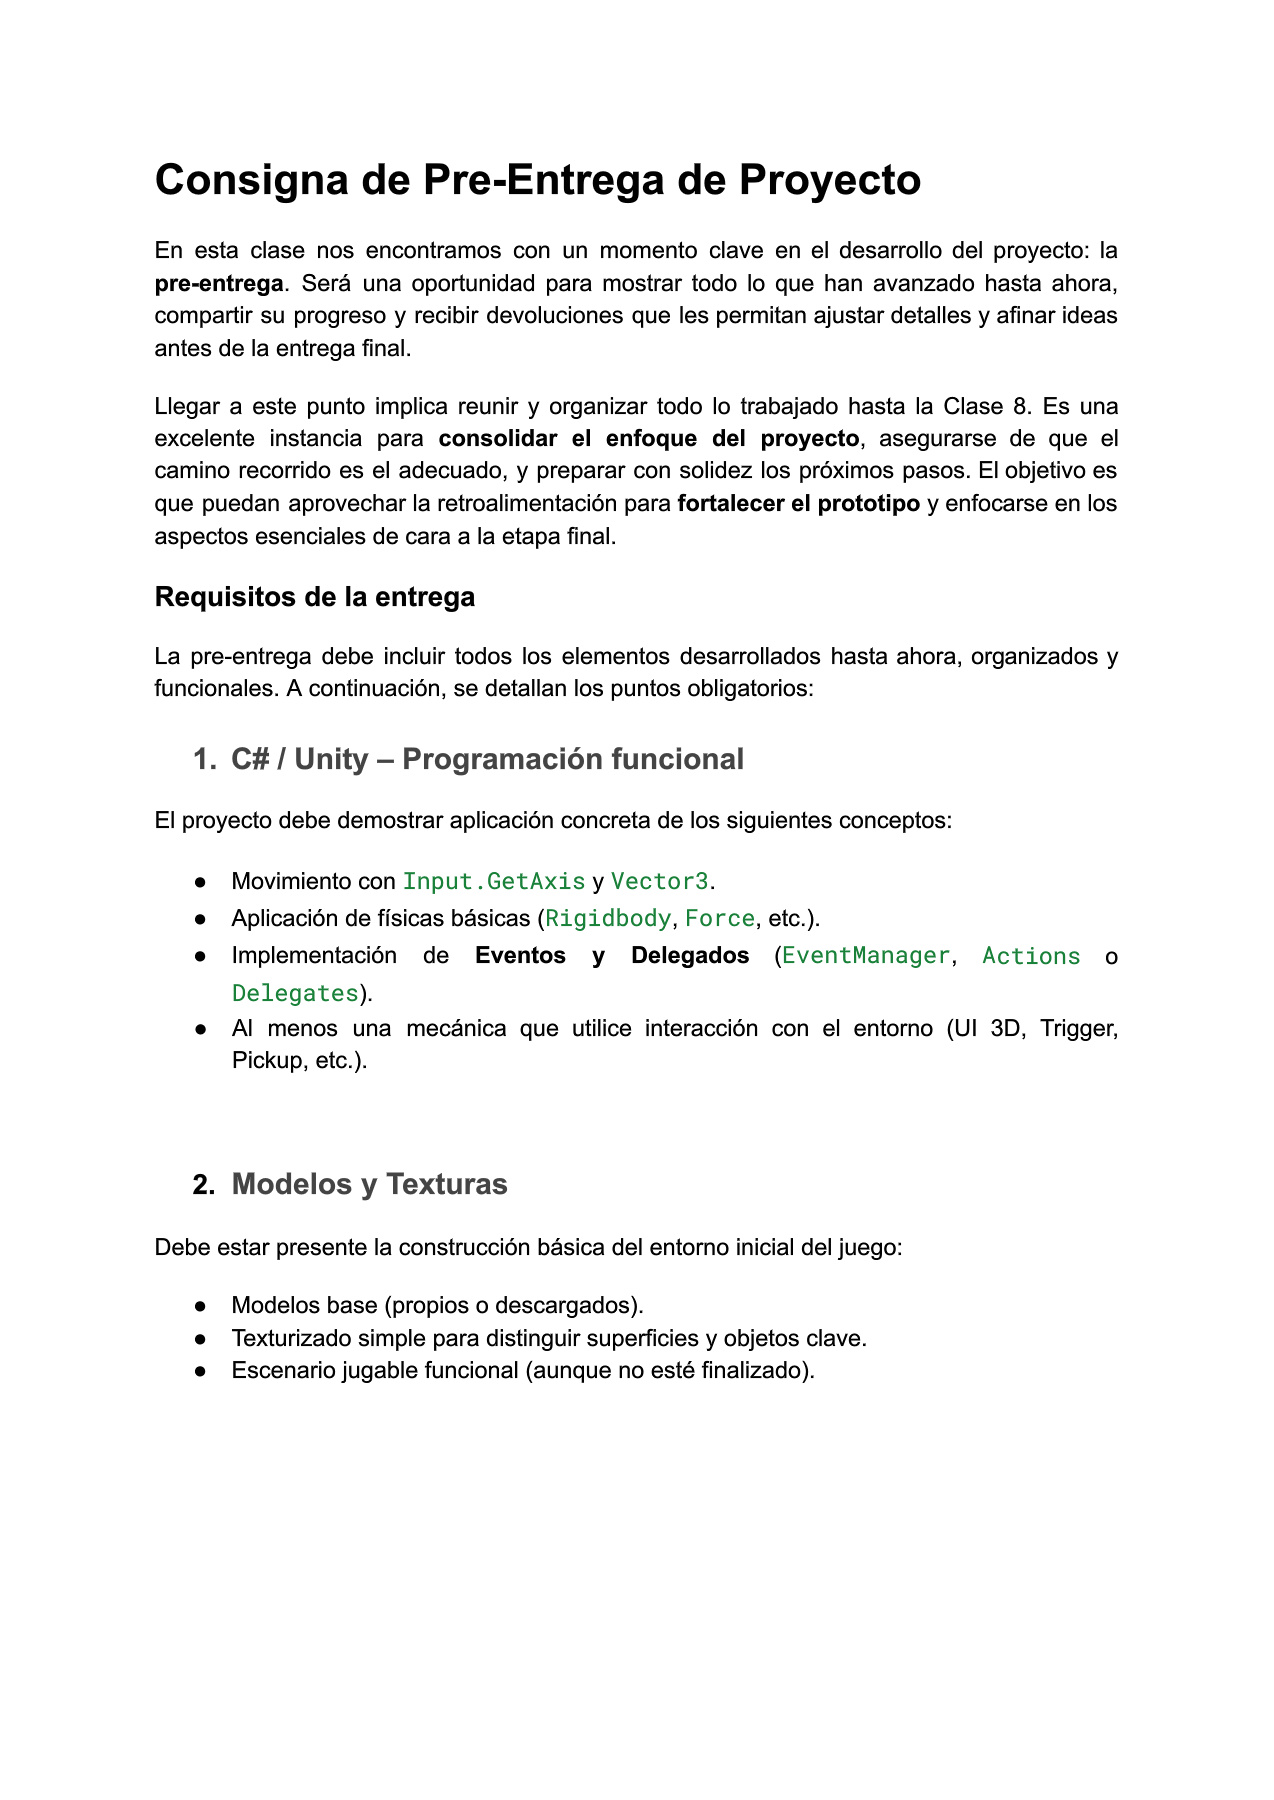 Consigna de Pre-Entrega de Proyecto
En esta clase nos encontramos con un momento clave en el desarrollo del proyecto: la
pre-entrega. Será una oportunidad para mostrar todo lo que han avanzado hasta ahora,
compartir su progreso y recibir devoluciones que les permitan ajustar detalles y afinar ideas
antes de la entrega final.
Llegar a este punto implica reunir y organizar todo lo trabajado hasta la Clase 8. Es una
excelente instancia para consolidar el enfoque del proyecto, asegurarse de que el
camino recorrido es el adecuado, y preparar con solidez los próximos pasos. El objetivo es
que puedan aprovechar la retroalimentación para fortalecer el prototipo y enfocarse en los
aspectos esenciales de cara a la etapa final.
Requisitos de la entrega
La pre-entrega debe incluir todos los elementos desarrollados hasta ahora, organizados y
funcionales. A continuación, se detallan los puntos obligatorios:
1. C# / Unity – Programación funcional
El proyecto debe demostrar aplicación concreta de los siguientes conceptos:
● Movimiento con Input.GetAxis y Vector3.
● Aplicación de físicas básicas (Rigidbody, Force, etc.).
● Implementación de Eventos y Delegados (EventManager, Actions o
Delegates).
● Al menos una mecánica que utilice interacción con el entorno (UI 3D, Trigger,
Pickup, etc.).
2. Modelos y Texturas
Debe estar presente la construcción básica del entorno inicial del juego:
● Modelos base (propios o descargados).
● Texturizado simple para distinguir superficies y objetos clave.
● Escenario jugable funcional (aunque no esté finalizado).